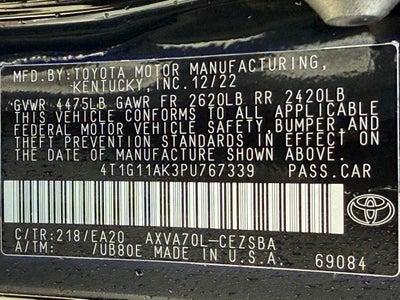 MFD.BY:TOYOTA MOTOR MANUFACTURING,
KENTUCKY, INC. 12/22
GVWR 4475LB GAWR FR 2620LB RR 2420LB
THIS VEHICLE CONFORMS TO ALL APPLICABLE
FEDERAL MOTOR VEHICLE SAFETY, BUMPER, AND
THEFT PREVENTION STANDARDS IN EFFECT ON
THE DATE OF MANUFACTURE SHOWN ABOVE.
4T1G11AK3PU767339 PASS.CAR
C/TR:218/EA20 AXVA70L-CEZSBA
A/TM: /UB80E MADE IN U.S.A. 69084